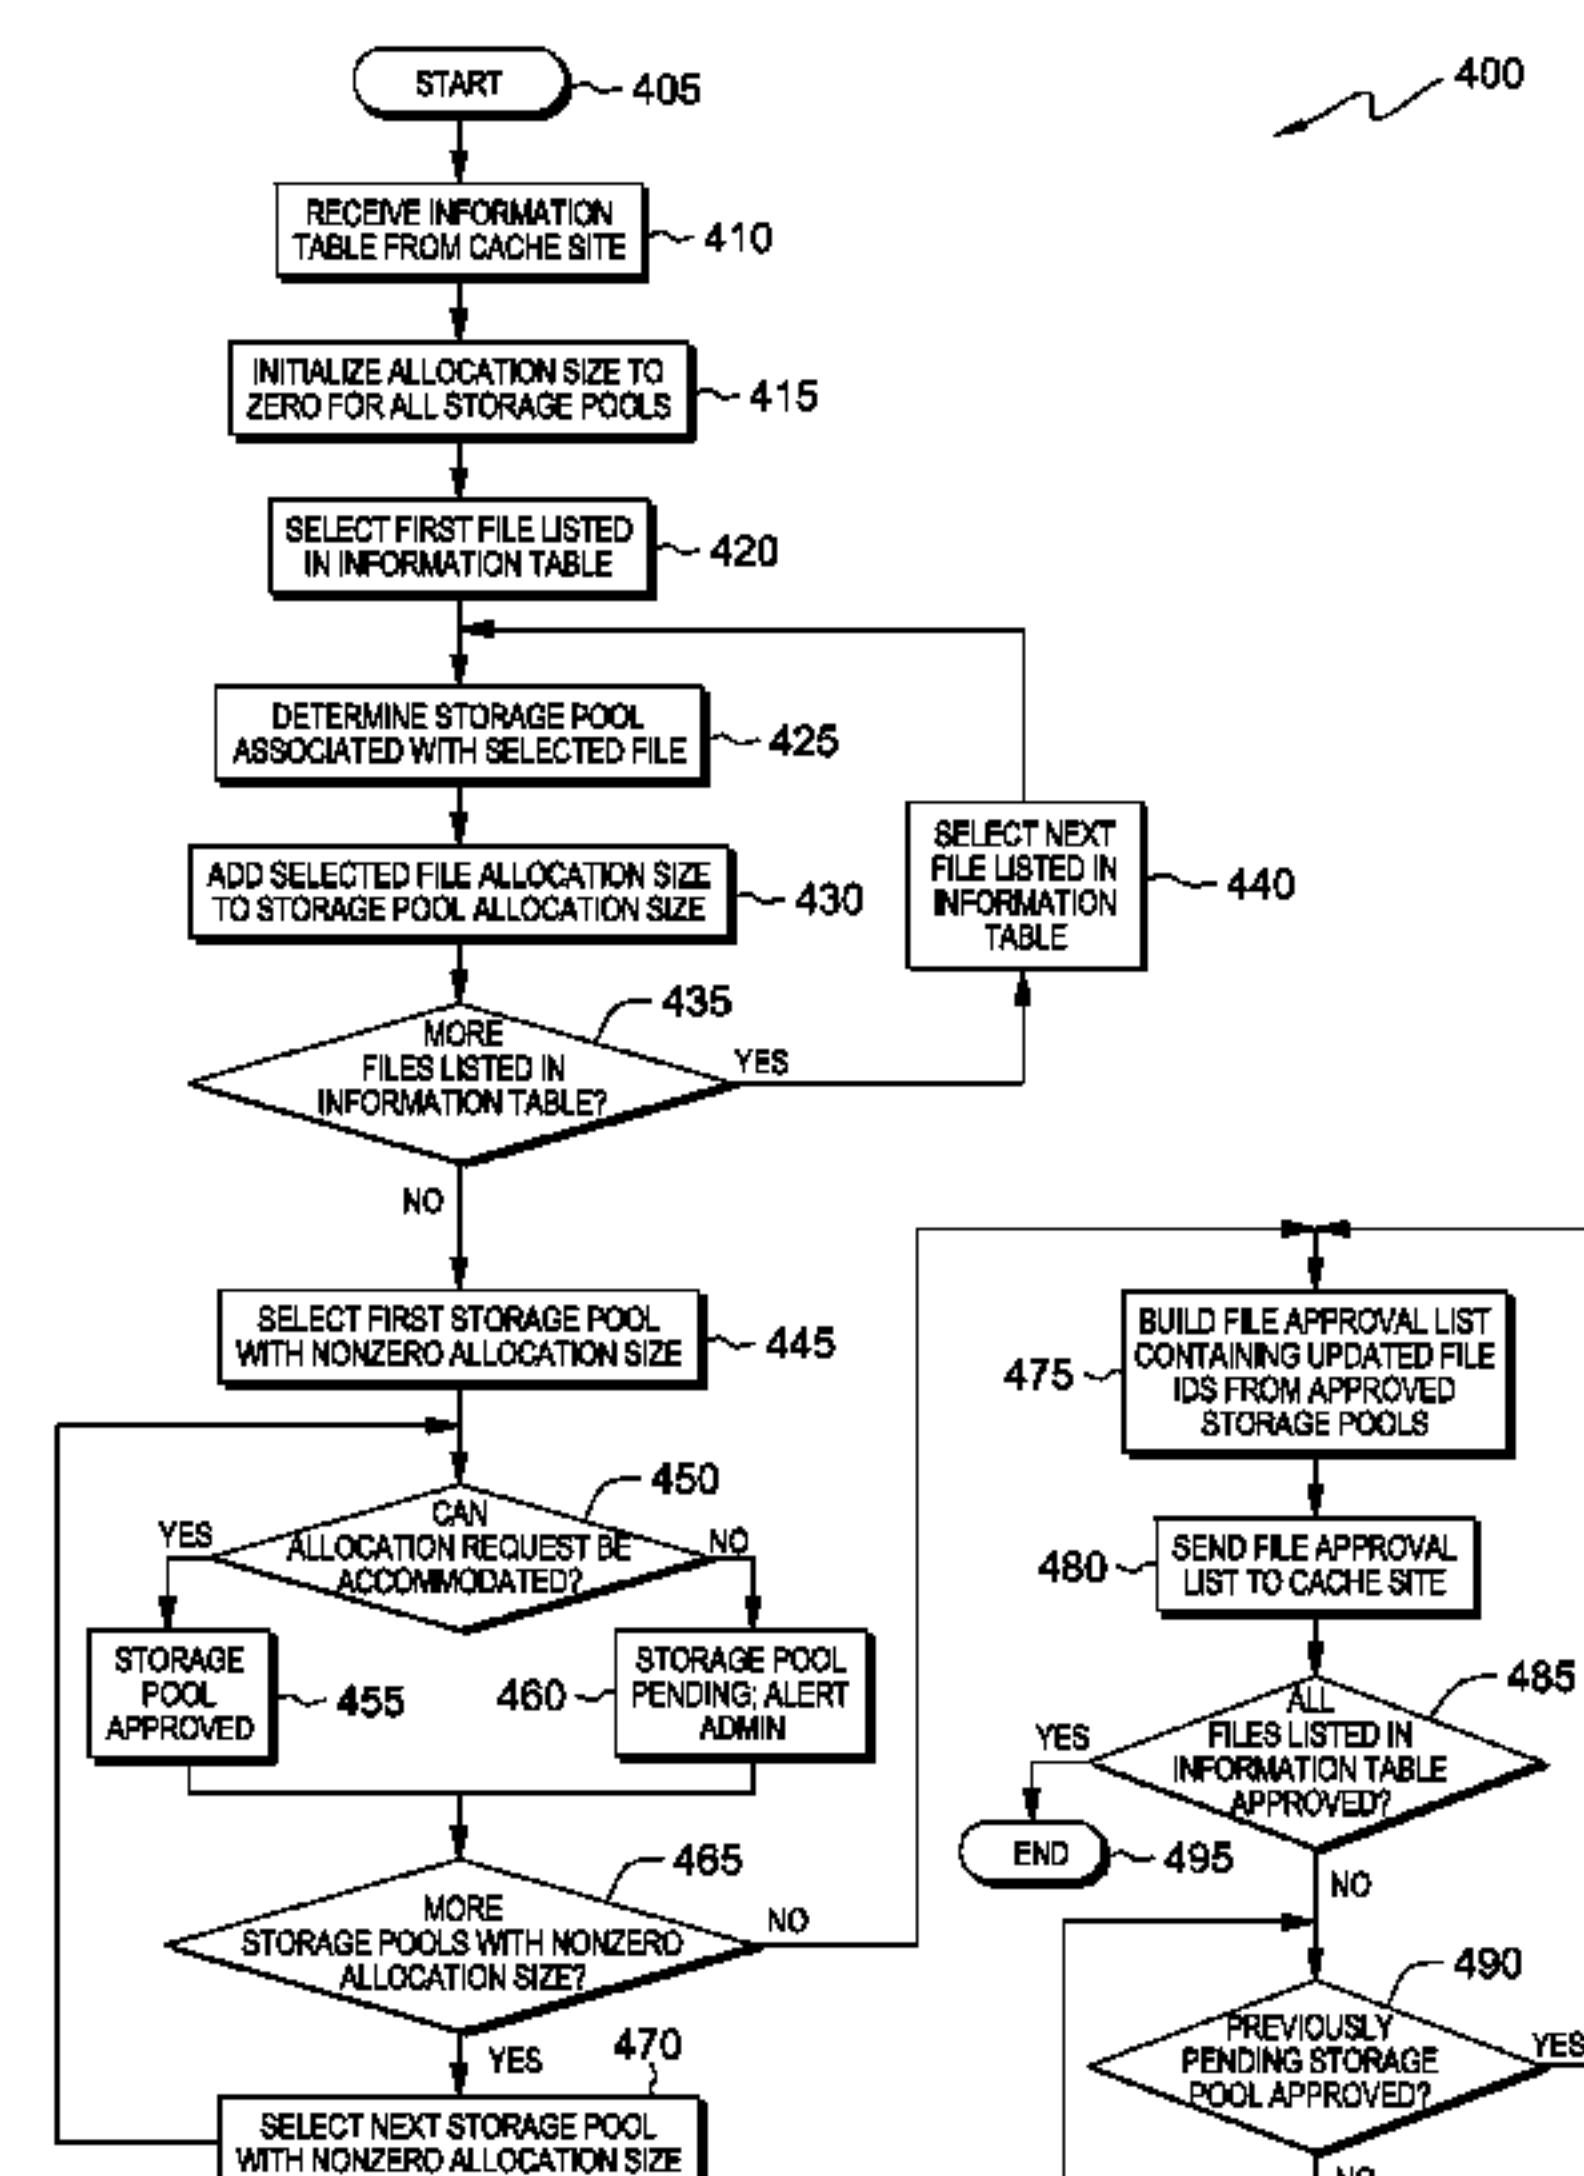 START
405
400
RECEIVE INFORMATION
TABLE FROM CACHE SITE
410
INITIALIZE ALLOCATION SIZE TO
ZERO FOR ALL STORAGE POOLS
415
SELECT FIRST FILE LISTED
IN INFORMATION TABLE
420
DETERMINE STORAGE POOL
ASSOCIATED WITH SELECTED FILE
425
ADD SELECTED FILE ALLOCATION SIZE
TO STORAGE POOL ALLOCATION SIZE
430
SELECT NEXT
FILE LISTED IN
INFORMATION
TABLE
440
MORE
FILES LISTED IN
INFORMATION TABLE?
435
YES
NO
SELECT FIRST STORAGE POOL
WITH NONZERO ALLOCATION SIZE
445
CAN
ALLOCATION REQUEST BE
ACCOMMODATED?
450
YES
NO
STORAGE
POOL
APPROVED
455
460
STORAGE POOL
PENDING; ALERT
ADMIN
MORE
STORAGE POOLS WITH NONZERO
ALLOCATION SIZE?
465
NO
YES
470
SELECT NEXT STORAGE POOL
WITH NONZERO ALLOCATION SIZE
475
BUILD FILE APPROVAL LIST
CONTAINING UPDATED FILE
IDS FROM APPROVED
STORAGE POOLS
480
SEND FILE APPROVAL
LIST TO CACHE SITE
485
ALL
FILES LISTED IN
INFORMATION TABLE
APPROVED?
YES
END
495
NO
490
PREVIOUSLY
PENDING STORAGE
POOL APPROVED?
YES
NO